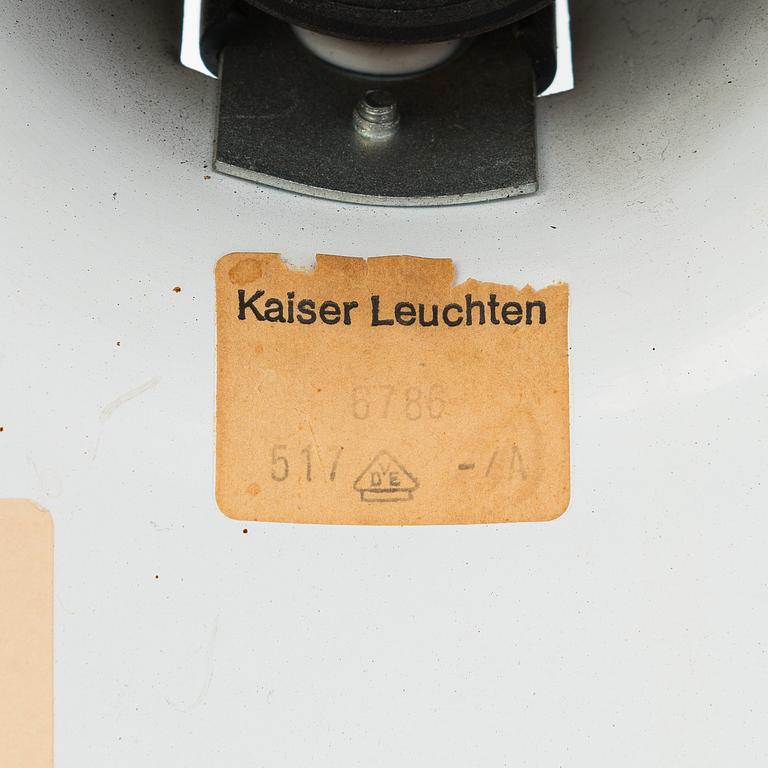 Kaiser Leuchten
6786
517 VDE -/A